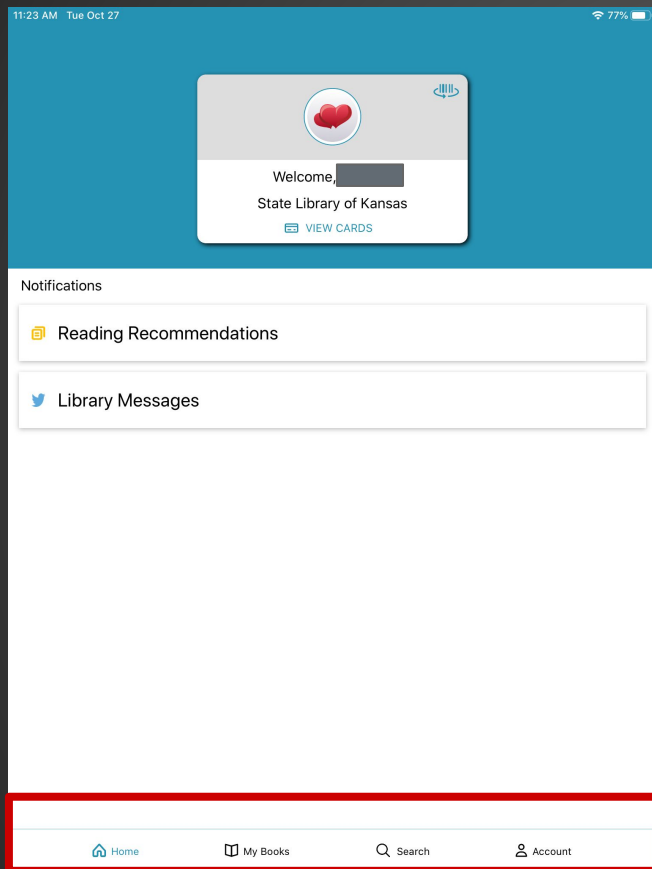 11:23 AM Tue Oct 27 77%
Welcome,
State Library of Kansas
VIEW CARDS
Notifications
Reading Recommendations
Library Messages
Home My Books Search Account